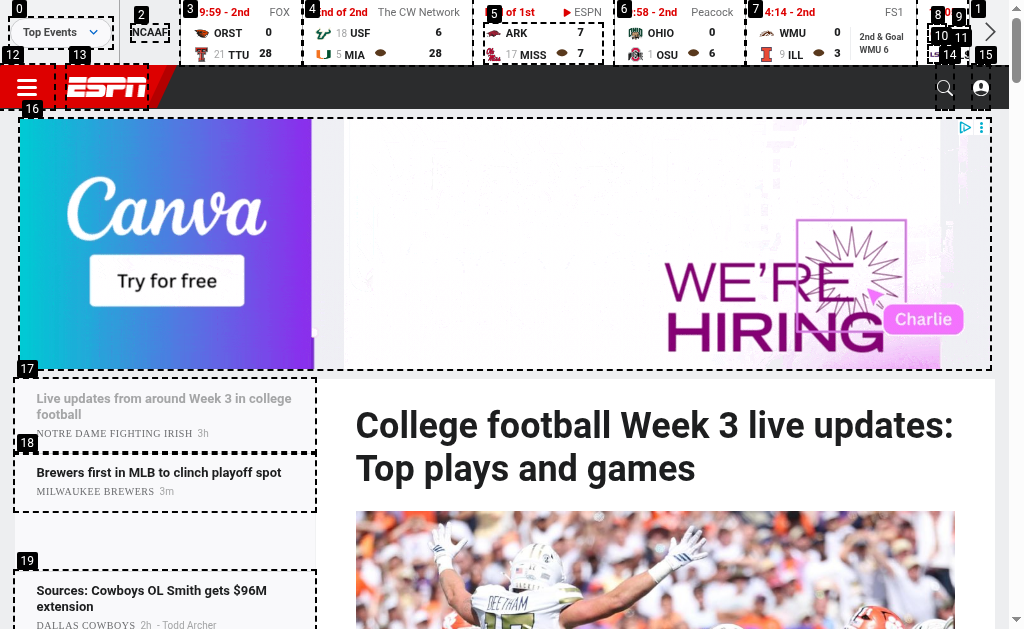 Top Events
NCAAF
9:59 - 2nd FOX
ORST 0
21 TTU 28
2nd of 2nd The CW Network
18 USF 6
5 MIA 28
of 1st ESPN
ARK 7
17 MISS 7
:58 - 2nd Peacock
OHIO 0
1 OSU 6
4:14 - 2nd FS1
WMU 0
9 ILL 3
2nd & Goal
WMU 6
0
1
2
3
4
5
6
7
8
9
10
11
12
13
14
15
16
17
18
19
ESPN
Canva
Try for free
WE'RE
HIRING
Charlie
Live updates from around Week 3 in college
football
NOTRE DAME FIGHTING IRISH 3h
Brewers first in MLB to clinch playoff spot
MILWAUKEE BREWERS 3m
Sources: Cowboys OL Smith gets $96M
extension
DALLAS COWBOYS 2h - Todd Archer
College football Week 3 live updates:
Top plays and games
DEETHAM